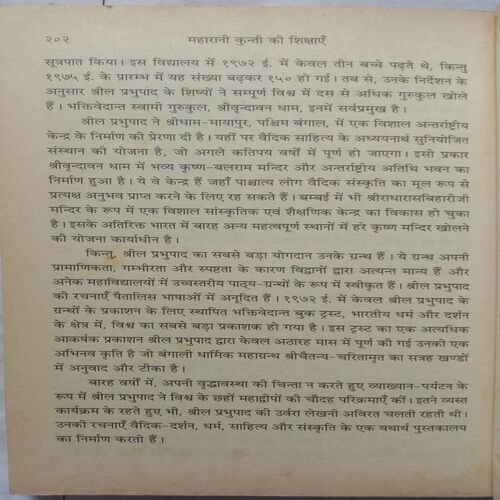 २०२ महारानी कुन्ती की शिक्षाएँ
सूत्रपात किया। इस विद्यालय में १९७२ ई. में केवल तीन बच्चे पढ़ते थे, किन्तु
१९७५ ई. के प्रारम्भ में यह संख्या बढ़कर १५० हो गई। तब से, उनके निर्देशन के
अनुसार श्रील प्रभुपाद के शिष्यों ने सम्पूर्ण विश्व में दस से अधिक गुरुकुल खोले
हैं। भक्तिवेदान्त स्वामी गुरुकुल, श्रीवृन्दावन धाम, इनमें सर्वप्रमुख है।
श्रील प्रभुपाद ने श्रीधाम-मायापुर, पश्चिम बंगाल, में एक विशाल अन्तर्राष्ट्रीय
केन्द्र के निर्माण की प्रेरणा दी है। यहीं पर वैदिक साहित्य के अध्ययनार्थ सुनियोजित
संस्थान की योजना है, जो अगले कतिपय वर्षों में पूर्ण हो जाएगा। इसी प्रकार
श्रीवृन्दावन धाम में भव्य कृष्ण-बलराम मन्दिर और अन्तर्राष्ट्रीय अतिथि भवन का
निर्माण हुआ है। ये वे केन्द्र हैं जहाँ पाश्चात्य लोग वैदिक संस्कृति का मूल रूप से
प्रत्यक्ष अनुभव प्राप्त करने के लिए रह सकते हैं। बम्बई में भी श्रीराधारासबिहारीजी
मन्दिर के रूप में एक विशाल सांस्कृतिक एवं शैक्षणिक केन्द्र का विकास हो चुका
है। इसके अतिरिक्त भारत में बारह अन्य महत्वपूर्ण स्थानों में हरे कृष्ण मन्दिर खोलने
की योजना कार्याधीन है।
किन्तु, श्रील प्रभुपाद का सबसे बड़ा योगदान उनके ग्रन्थ हैं। ये ग्रन्थ अपनी
प्रामाणिकता, गम्भीरता और स्पष्टता के कारण विद्वानों द्वारा अत्यन्त मान्य हैं और
अनेक महाविद्यालयों में उच्चस्तरीय पाठ्य-ग्रन्थों के रूप में स्वीकृत हैं। श्रील प्रभुपाद
की रचनाएँ पैंतालिस भाषाओं में अनूदित हैं। १९७२ में केवल श्रील प्रभुपाद के
ग्रन्थों के प्रकाशन के लिए स्थापित भक्तिवेदान्त बुक ट्रस्ट, भारतीय धर्म और दर्शन
के क्षेत्र में, विश्व का सबसे बड़ा प्रकाशक हो गया है। इस ट्रस्ट का एक अत्यधिक
आकर्षक प्रकाशन श्रील प्रभुपाद द्वारा केवल अठारह मास में पूर्ण की गई उनकी एक
अभिनव कृति है जो बंगाली धार्मिक महाग्रन्थ श्रीचैतन्य-चरितामृत का सत्रह खण्डों
में अनुवाद और टीका है।
बारह वर्षों में, अपनी वृद्धावस्था की चिन्ता न करते हुए व्याख्यान-पर्यटन के
रूप में श्रील प्रभुपाद ने विश्व के छहों महाद्वीपों की चौदह परिक्रमाएँ कीं। इतने व्यस्त
कार्यक्रम के रहते हुए भी, श्रील प्रभुपाद की उर्वरा लेखनी अविरत चलती रहती थी।
उनकी रचनाएँ वैदिक-दर्शन, धर्म, साहित्य और संस्कृति के एक यथार्थ पुस्तकालय
का निर्माण करती हैं।